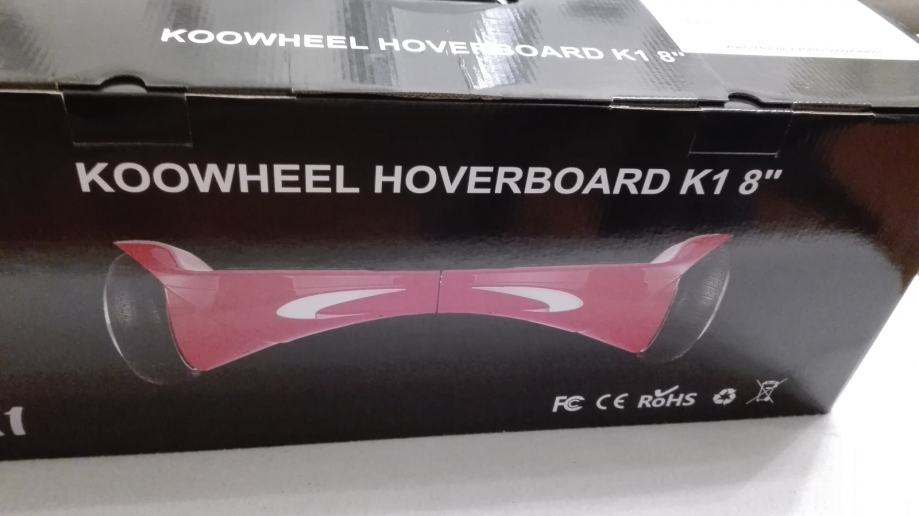 KOOWHEEL HOVERBOARD K1 8"
KOOWHEEL HOVERBOARD K1 8"
FC CE RoHS